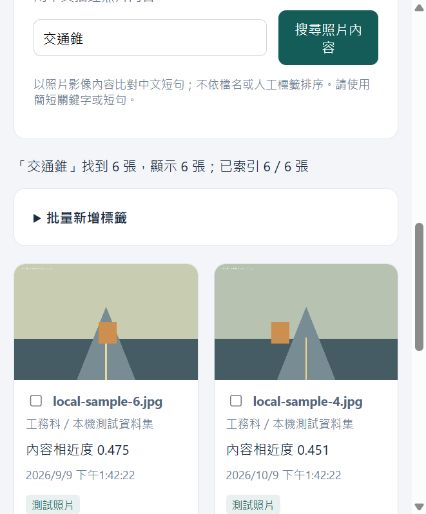 交通錐
搜尋照片內
容
以照片影像內容比對中文短句；不依檔名或人工標籤排序。請使用
簡短關鍵字或短句。
「交通錐」找到 6 張，顯示 6 張；已索引 6 / 6 張
▶ 批量新增標籤
local-sample-6.jpg
工務科 / 本機測試資料集
內容相近度 0.475
2026/9/9 下午1:42:22
測試照片
local-sample-4.jpg
工務科 / 本機測試資料集
內容相近度 0.451
2026/10/9 下午1:42:22
測試照片